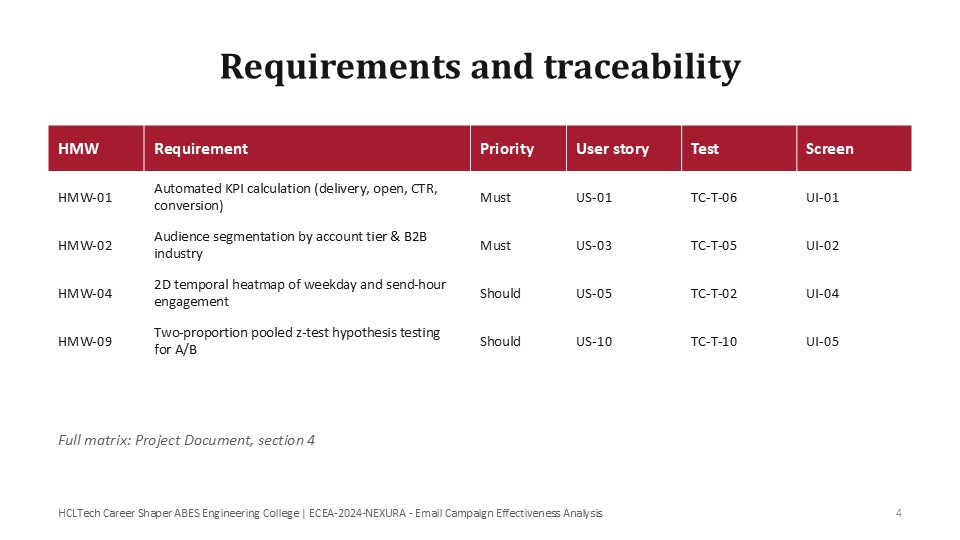 Requirements and traceability
HMW Requirement Priority User story Test Screen
HMW-01 Automated KPI calculation (delivery, open, CTR, conversion) Must US-01 TC-T-06 UI-01
HMW-02 Audience segmentation by account tier & B2B industry Must US-03 TC-T-05 UI-02
HMW-04 2D temporal heatmap of weekday and send-hour engagement Should US-05 TC-T-02 UI-04
HMW-09 Two-proportion pooled z-test hypothesis testing for A/B Should US-10 TC-T-10 UI-05
Full matrix: Project Document, section 4
HCLTech Career Shaper ABES Engineering College | ECEA-2024-NEXURA - Email Campaign Effectiveness Analysis 4